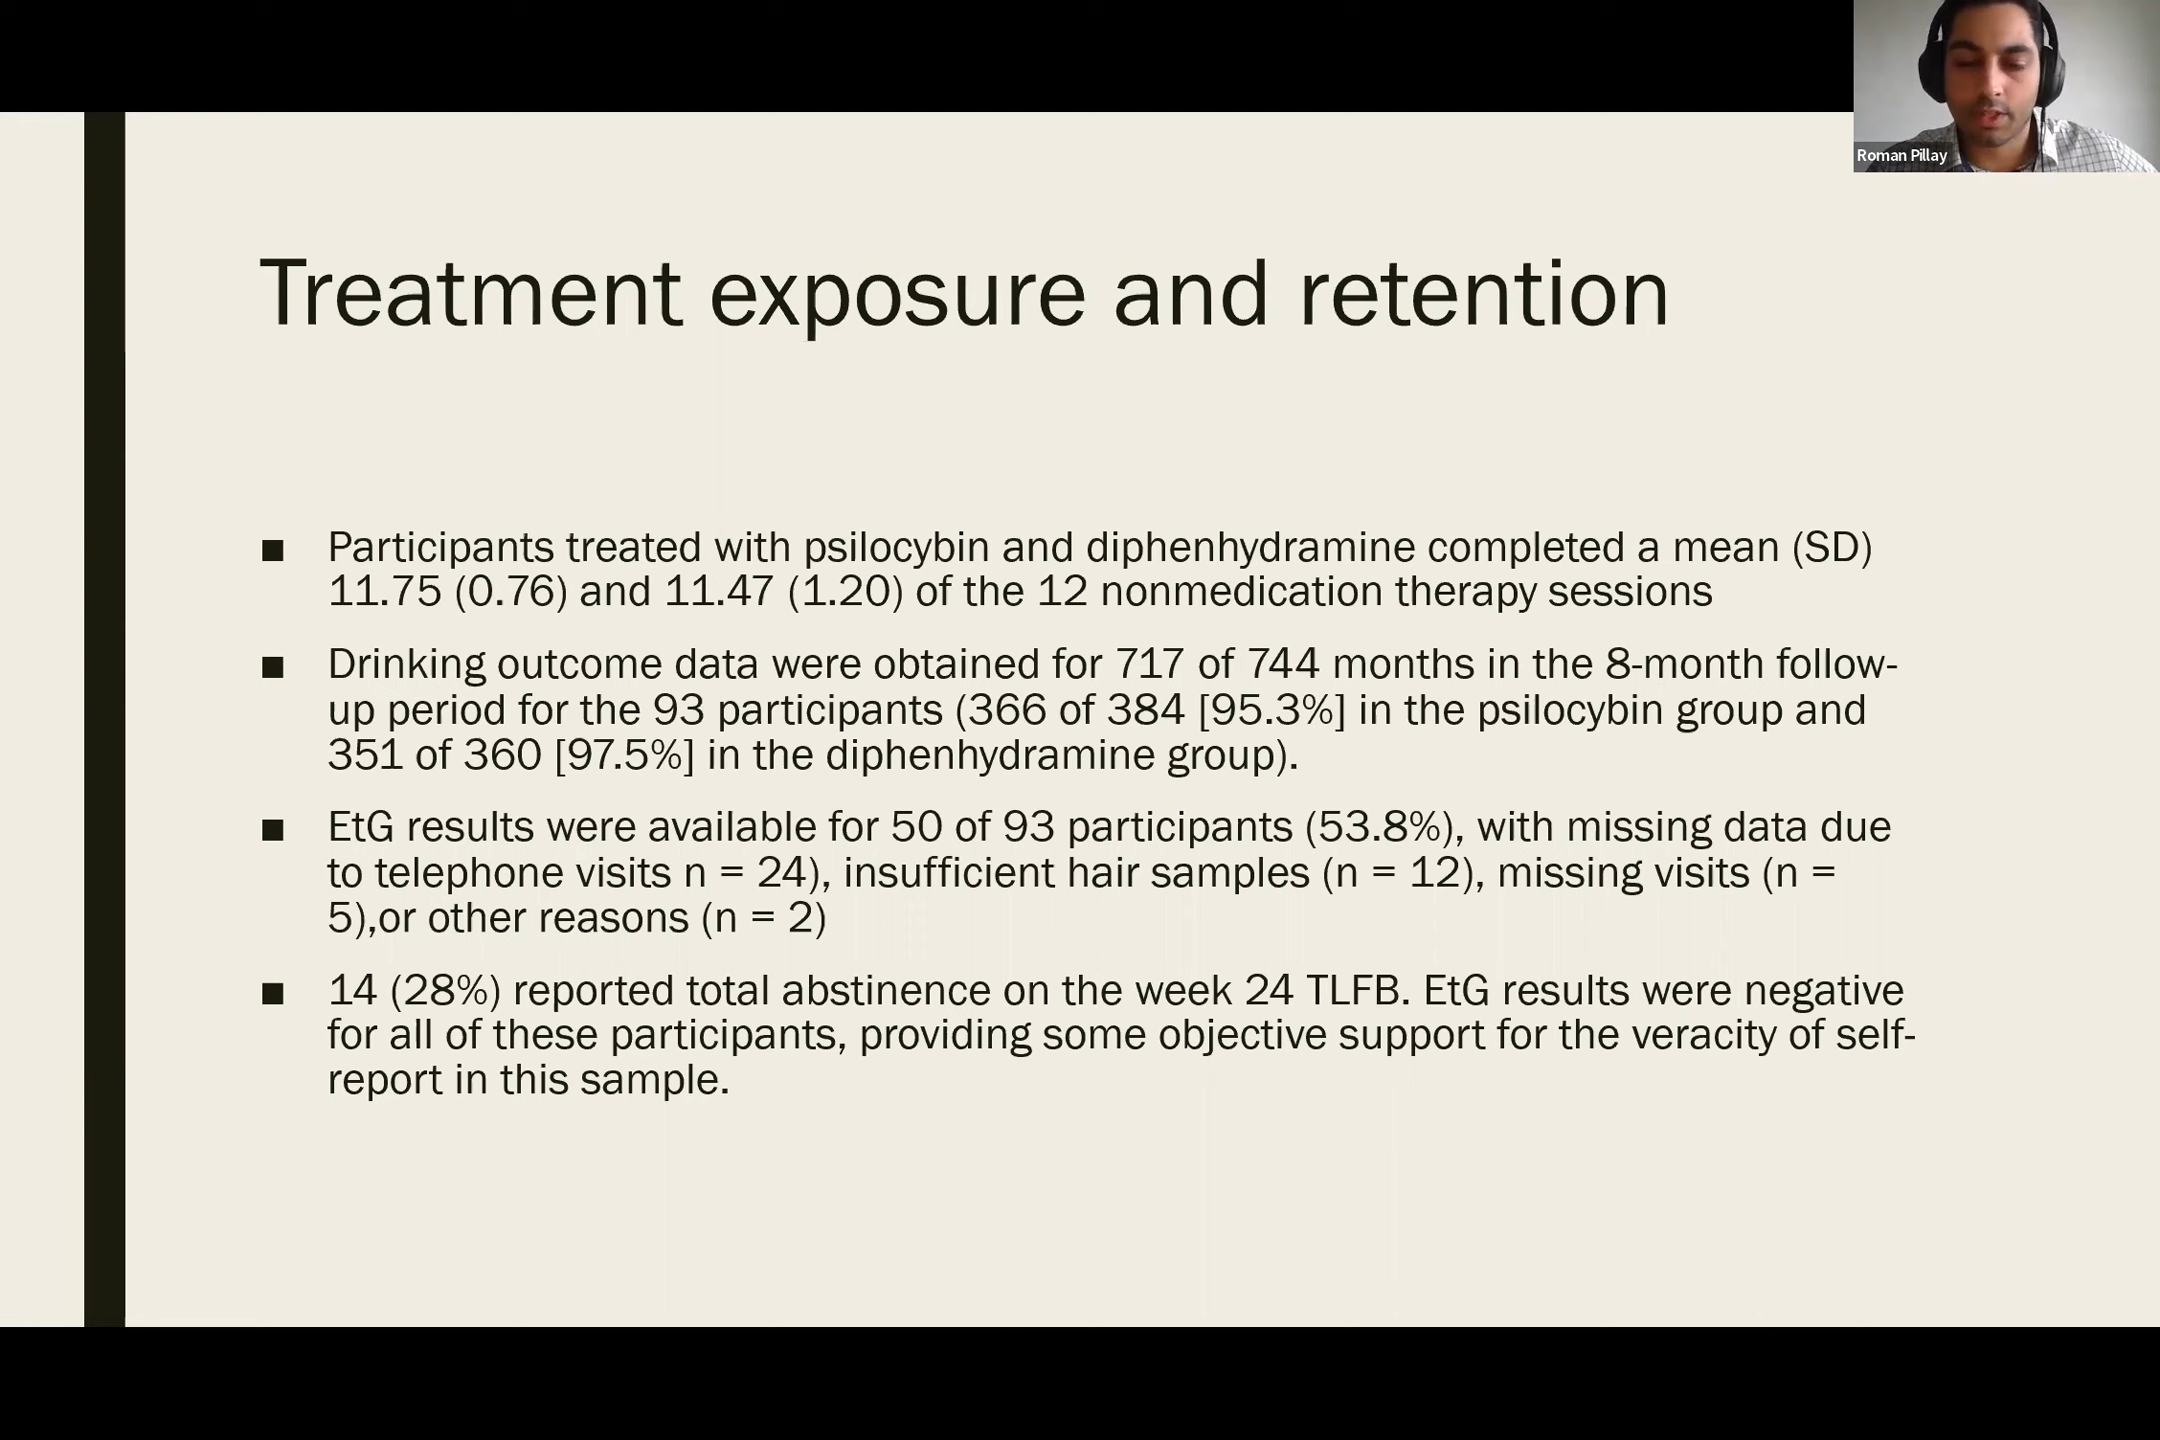 Roman Pillay
Treatment exposure and retention
■ Participants treated with psilocybin and diphenhydramine completed a mean (SD)
11.75 (0.76) and 11.47 (1.20) of the 12 nonmedication therapy sessions
■ Drinking outcome data were obtained for 717 of 744 months in the 8-month follow-
up period for the 93 participants (366 of 384 [95.3%] in the psilocybin group and
351 of 360 [97.5%] in the diphenhydramine group).
■ EtG results were available for 50 of 93 participants (53.8%), with missing data due
to telephone visits n = 24), insufficient hair samples (n = 12), missing visits (n =
5),or other reasons (n = 2)
■ 14 (28%) reported total abstinence on the week 24 TLFB. EtG results were negative
for all of these participants, providing some objective support for the veracity of self-
report in this sample.